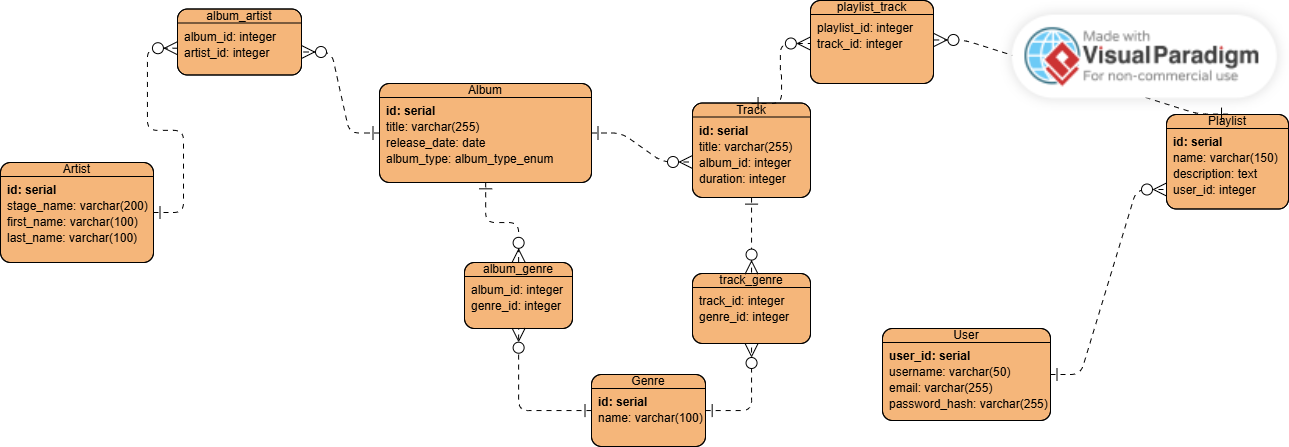 album_artist
album_id: integer
artist_id: integer
playlist_track
playlist_id: integer
track_id: integer
Made with
Visual Paradigm
For non-commercial use
Album
id: serial
title: varchar(255)
release_date: date
album_type: album_type_enum
Track
id: serial
title: varchar(255)
album_id: integer
duration: integer
Playlist
id: serial
name: varchar(150)
description: text
user_id: integer
Artist
id: serial
stage_name: varchar(200)
first_name: varchar(100)
last_name: varchar(100)
album_genre
album_id: integer
genre_id: integer
track_genre
track_id: integer
genre_id: integer
User
user_id: serial
username: varchar(50)
email: varchar(255)
password_hash: varchar(255)
Genre
id: serial
name: varchar(100)